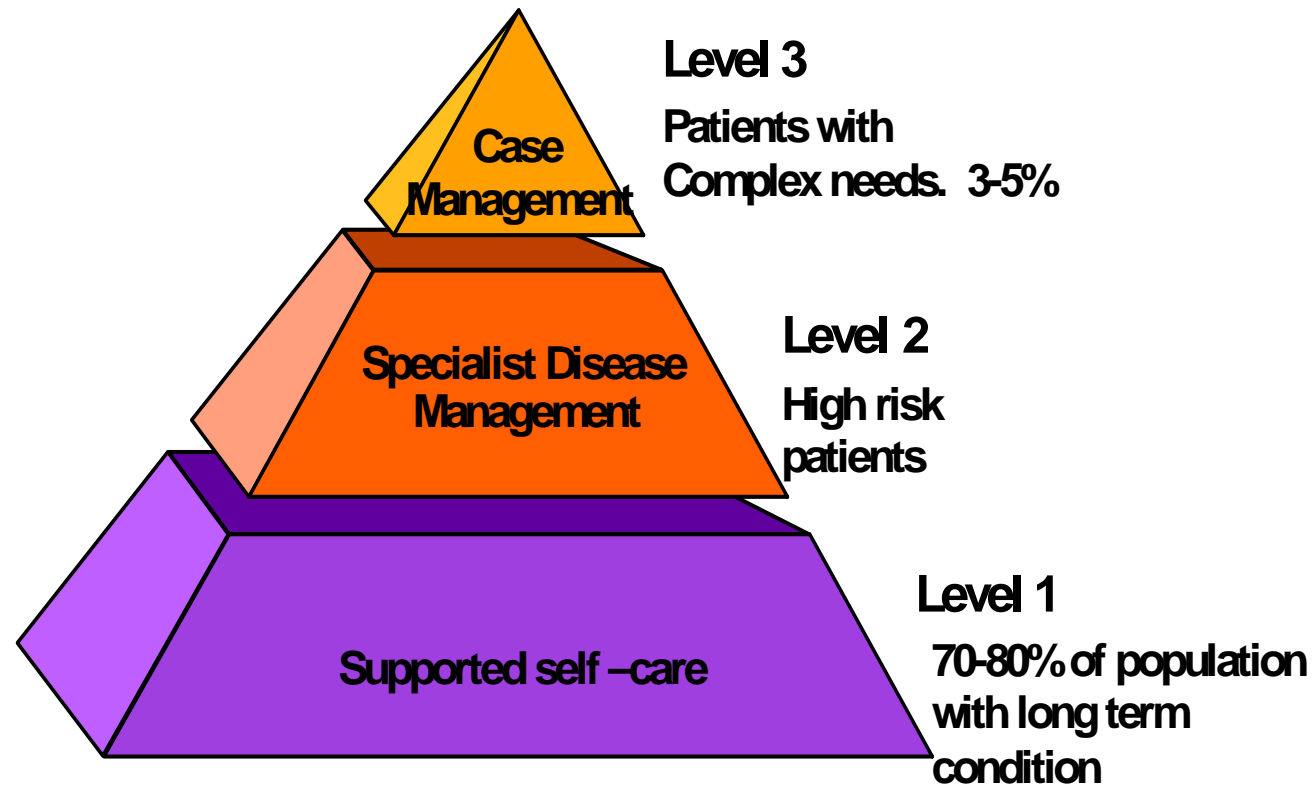 Level 3
Patients with
Complex needs. 3-5%
Case
Management
Level 2
High risk
patients
Specialist Disease
Management
Level 1
70-80% of population
with long term
condition
Supported self –care